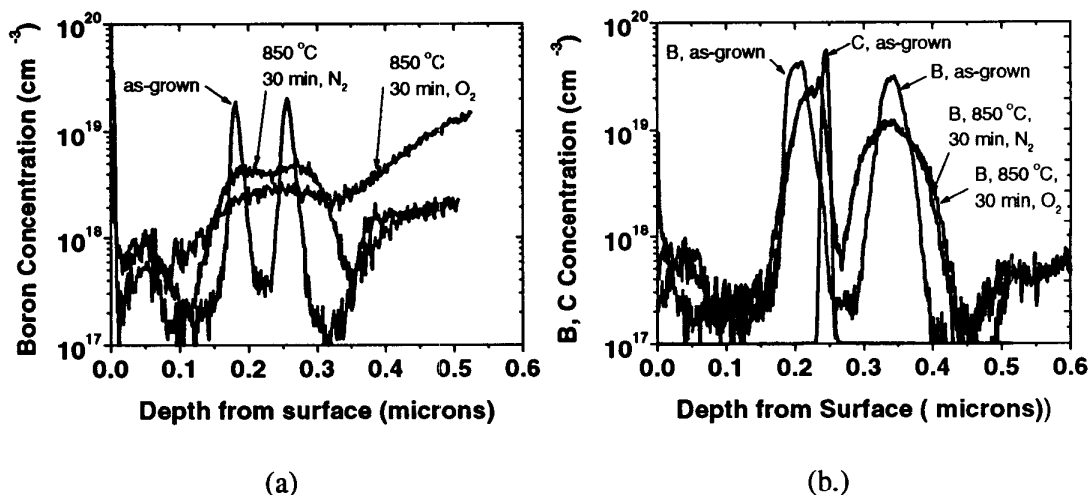 10^20
10^19
10^18
10^17
Boron Concentration (cm^-3)
850 °C
30 min, N2
850 °C
30 min, O2
as-grown
0.0 0.1 0.2 0.3 0.4 0.5 0.6
Depth from surface (microns)
(a)
10^20
10^19
10^18
10^17
B, C Concentration (cm^-3)
B, as-grown
C, as-grown
B, as-grown
B, 850 °C,
30 min, N2
B, 850 °C,
30 min, O2
0.0 0.1 0.2 0.3 0.4 0.5 0.6
Depth from Surface ( microns))
(b.)